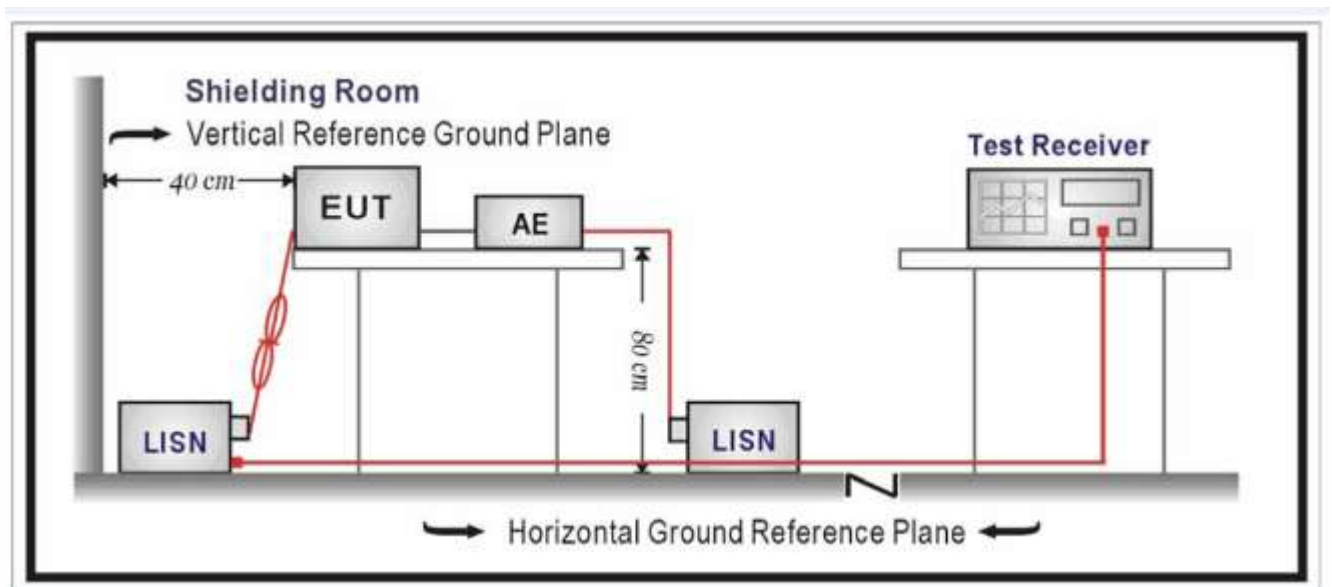 Shielding Room
Vertical Reference Ground Plane
Test Receiver
40 cm
EUT
AE
80 cm
LISN
LISN
Horizontal Ground Reference Plane